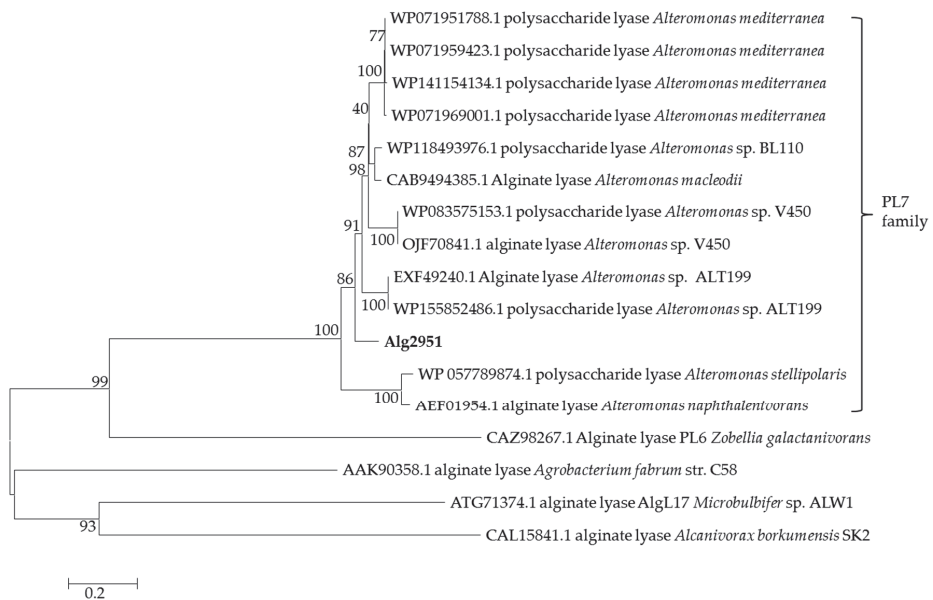 WP071951788.1 polysaccharide lyase Alteromonas mediterranea
77
WP071959423.1 polysaccharide lyase Alteromonas mediterranea
100
WP141154134.1 polysaccharide lyase Alteromonas mediterranea
40
WP071969001.1 polysaccharide lyase Alteromonas mediterranea
87
WP118493976.1 polysaccharide lyase Alteromonas sp. BL110
98
CAB9494385.1 Alginate lyase Alteromonas macleodii
WP083575153.1 polysaccharide lyase Alteromonas sp. V450
PL7
family
91
100
OJF70841.1 alginate lyase Alteromonas sp. V450
EXF49240.1 Alginate lyase Alteromonas sp. ALT199
86
100
WP155852486.1 polysaccharide lyase Alteromonas sp. ALT199
100
Alg2951
WP 057789874.1 polysaccharide lyase Alteromonas stellipolaris
99
100
AEF01954.1 alginate lyase Alteromonas naphthalenivorans
CAZ98267.1 Alginate lyase PL6 Zobellia galactanivorans
AAK90358.1 alginate lyase Agrobacterium fabrum str. C58
ATG71374.1 alginate lyase AlgL17 Microbulbifer sp. ALW1
93
CAL15841.1 alginate lyase Alcanivorax borkumensis SK2
0.2